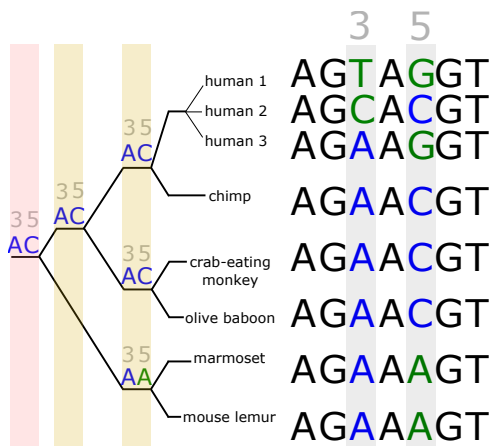 3 5
human 1 AGTAGGT
human 2 AGCACGT
human 3 AGAAGGT
3 5
AC
chimp AGAACGT
3 5
AC
3 5
AC
3 5
AC
crab-eating
monkey AGAACGT
olive baboon AGAACGT
3 5
AA
marmoset AGAAAGT
mouse lemur AGAAAGT